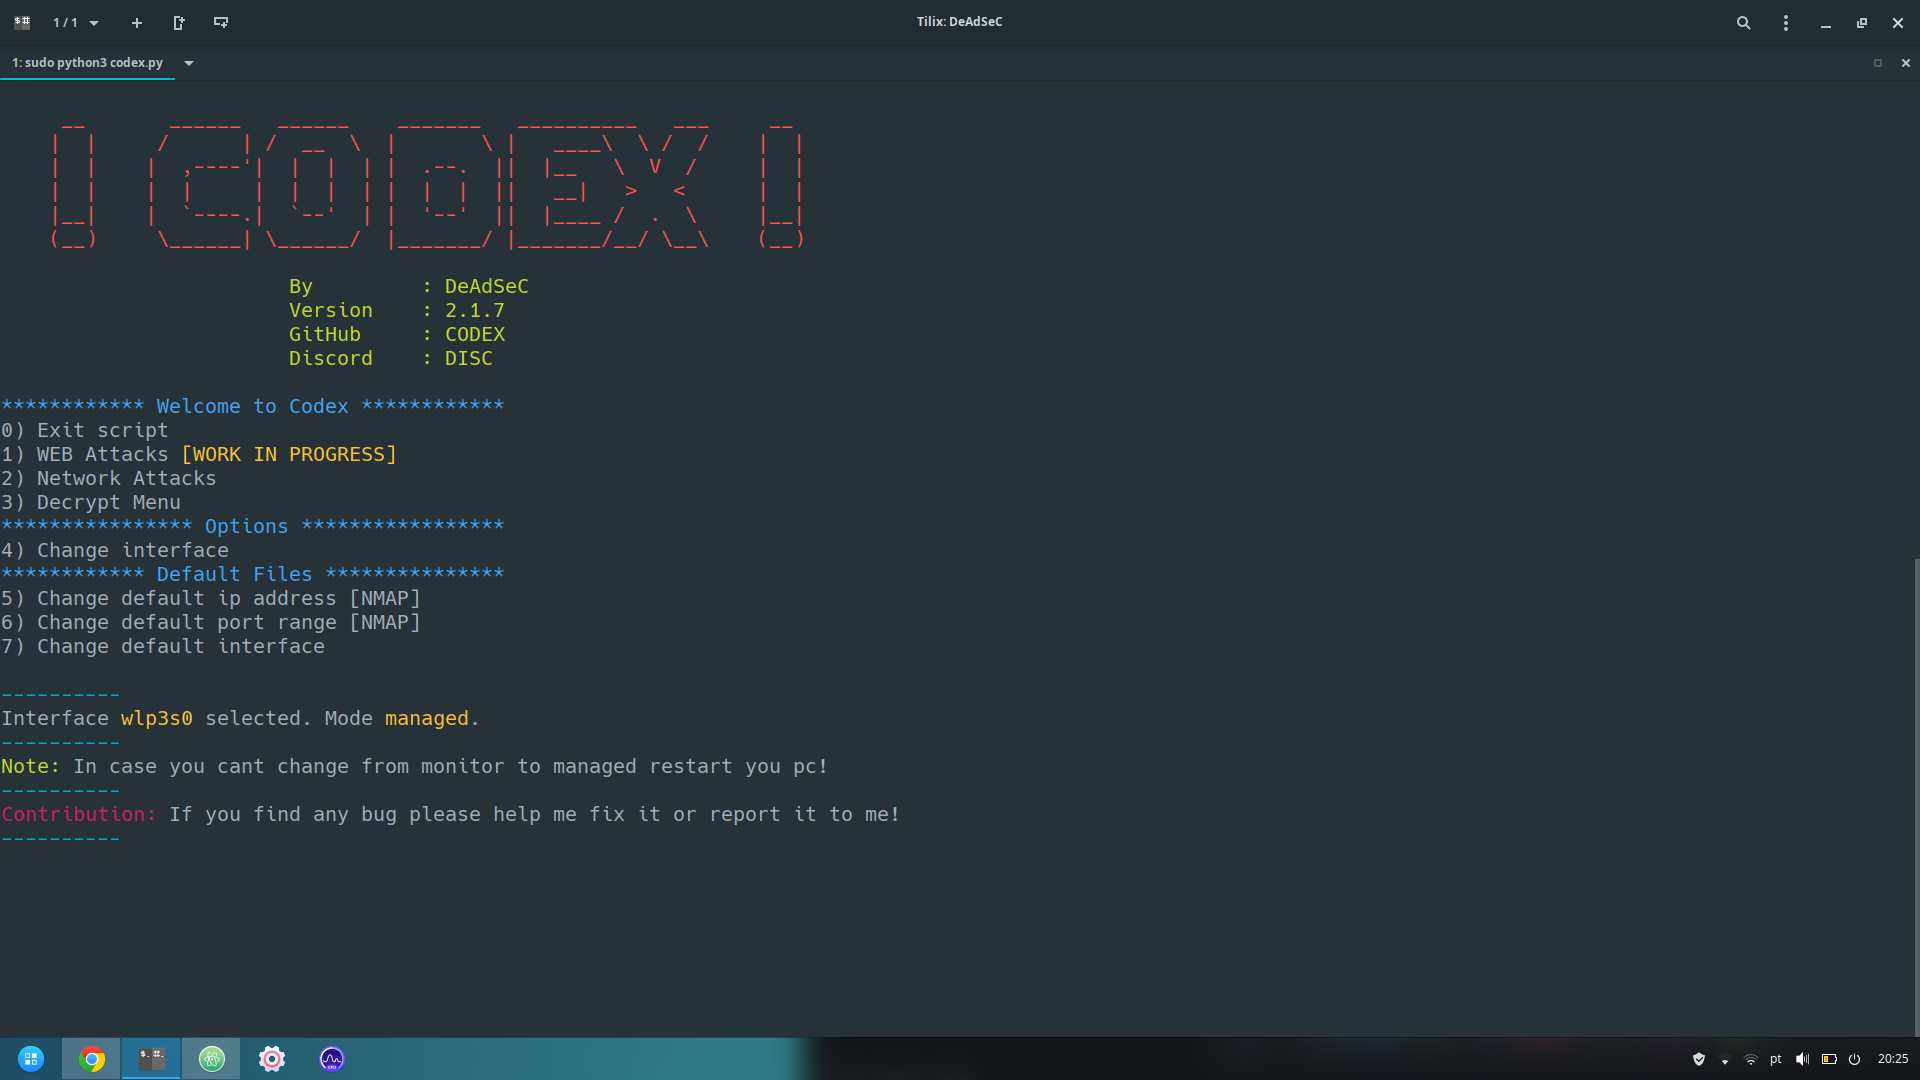 1 / 1
Tilix: DeAdSeC
1: sudo python3 codex.py
! CODEX !
By : DeAdSeC
Version : 2.1.7
GitHub : CODEX
Discord : DISC
************ Welcome to Codex ************
0) Exit script
1) WEB Attacks [WORK IN PROGRESS]
2) Network Attacks
3) Decrypt Menu
**************** Options *****************
4) Change interface
************ Default Files ***************
5) Change default ip address [NMAP]
6) Change default port range [NMAP]
7) Change default interface
----------
Interface wlp3s0 selected. Mode managed.
----------
Note: In case you cant change from monitor to managed restart you pc!
----------
Contribution: If you find any bug please help me fix it or report it to me!
----------
CPU
pt
20:25